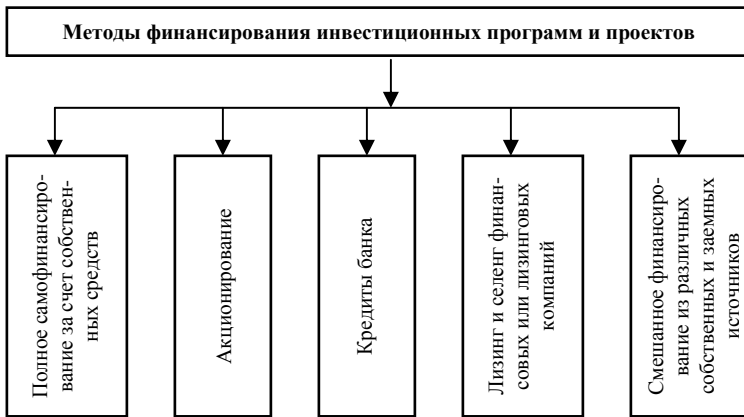 Методы финансирования инвестиционных программ и проектов
Полное самофинансиро-
вание за счет собствен-
ных средств
Акционирование
Кредиты банка
Лизинг и селенг финан-
совых или лизинговых
компаний
Смешанное финансиро-
вание из различных
собственных и заемных
источников